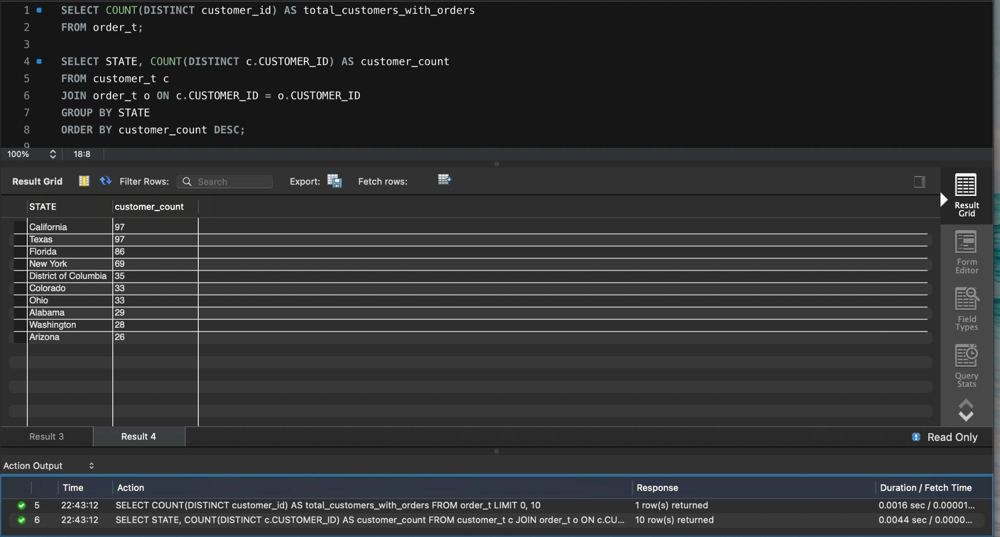 1 SELECT COUNT(DISTINCT customer_id) AS total_customers_with_orders
2 FROM order_t;
3
4 SELECT STATE, COUNT(DISTINCT c.CUSTOMER_ID) AS customer_count
5 FROM customer_t c
6 JOIN order_t o ON c.CUSTOMER_ID = o.CUSTOMER_ID
7 GROUP BY STATE
8 ORDER BY customer_count DESC;
9
100% 18:8
Result Grid Filter Rows: Search Export: Fetch rows:
STATE customer_count
California 97
Texas 97
Florida 86
New York 69
District of Columbia 35
Colorado 33
Ohio 33
Alabama 29
Washington 28
Arizona 26
Result
Grid
Form
Editor
Field
Types
Query
Stats
Result 3 Result 4 Read Only
Action Output
Time Action Response Duration / Fetch Time
5 22:43:12 SELECT COUNT(DISTINCT customer_id) AS total_customers_with_orders FROM order_t LIMIT 0, 10 1 row(s) returned 0.0016 sec / 0.00001...
6 22:43:12 SELECT STATE, COUNT(DISTINCT c.CUSTOMER_ID) AS customer_count FROM customer_t c JOIN order_t o ON c.CU... 10 row(s) returned 0.0044 sec / 0.0000...